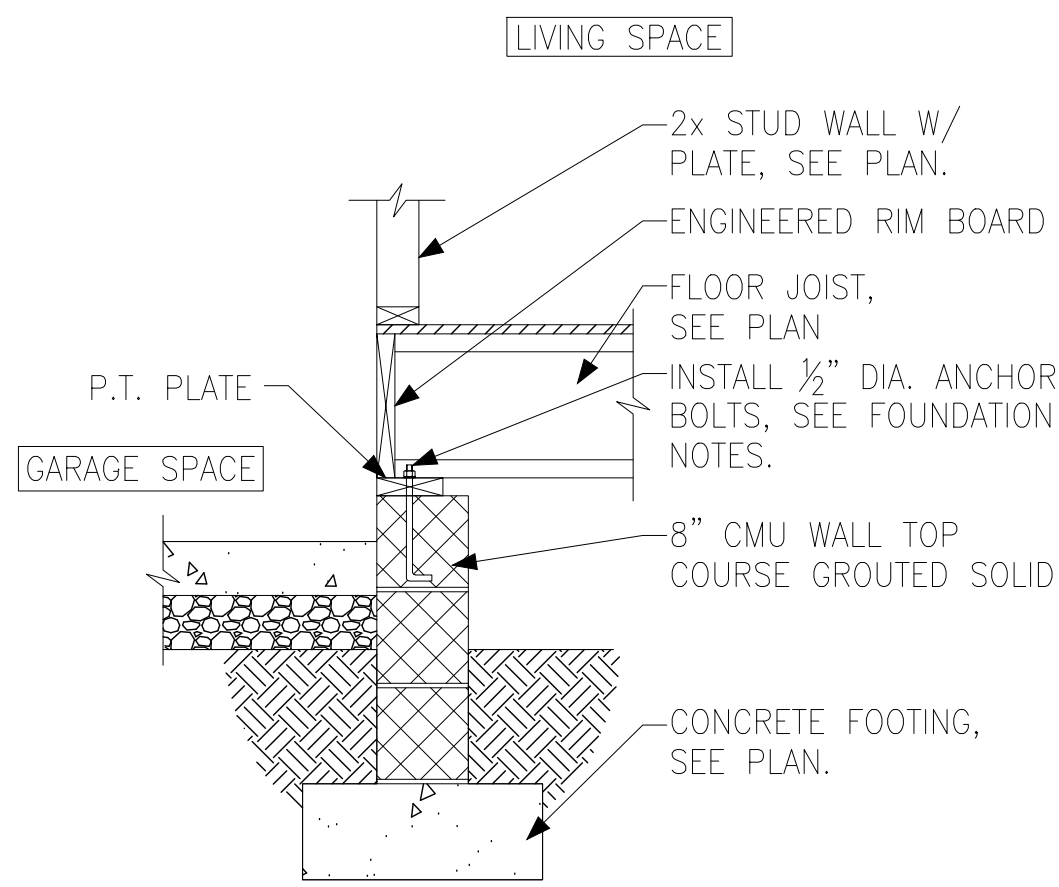 LIVING SPACE
2x STUD WALL W/
PLATE, SEE PLAN.
ENGINEERED RIM BOARD
FLOOR JOIST,
SEE PLAN
P.T. PLATE
INSTALL ½" DIA. ANCHOR
BOLTS, SEE FOUNDATION
NOTES.
GARAGE SPACE
8" CMU WALL TOP
COURSE GROUTED SOLID
CONCRETE FOOTING,
SEE PLAN.